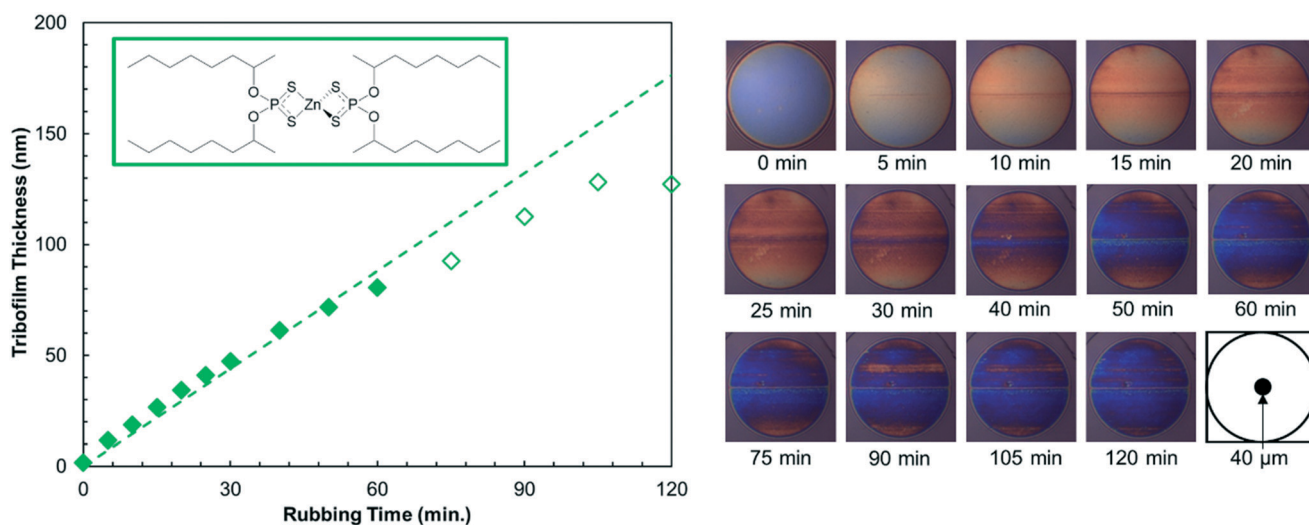 200
150
100
50
0
Tribofilm Thickness (nm)
0 30 60 90 120
Rubbing Time (min.)
O S S O
P Zn P
O S S O
0 min 5 min 10 min 15 min 20 min
25 min 30 min 40 min 50 min 60 min
75 min 90 min 105 min 120 min 40 μm